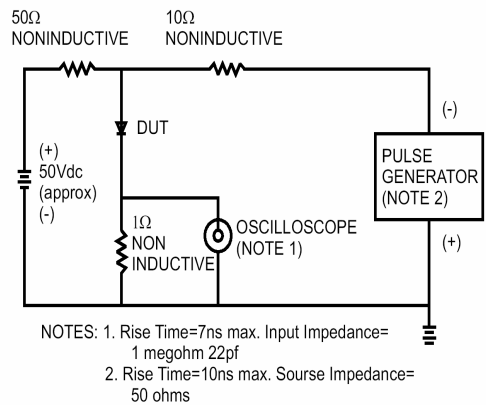 50Ω
NONINDUCTIVE
10Ω
NONINDUCTIVE
DUT
(+)
50Vdc
(approx)
(-)
1Ω
NON
INDUCTIVE
OSCILLOSCOPE
(NOTE 1)
(-)
PULSE
GENERATOR
(NOTE 2)
(+)
NOTES: 1. Rise Time=7ns max. Input Impedance=
1 megohm 22pf
2. Rise Time=10ns max. Sourse Impedance=
50 ohms